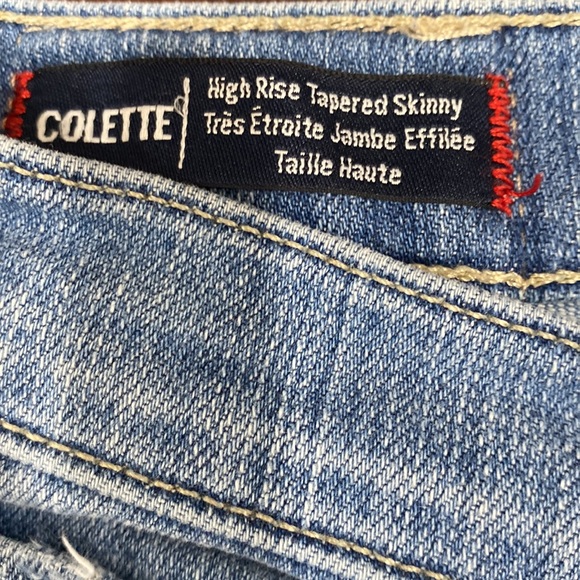 COLETTE
High Rise Tapered Skinny
Très Étroite Jambe Effilée
Taille Haute